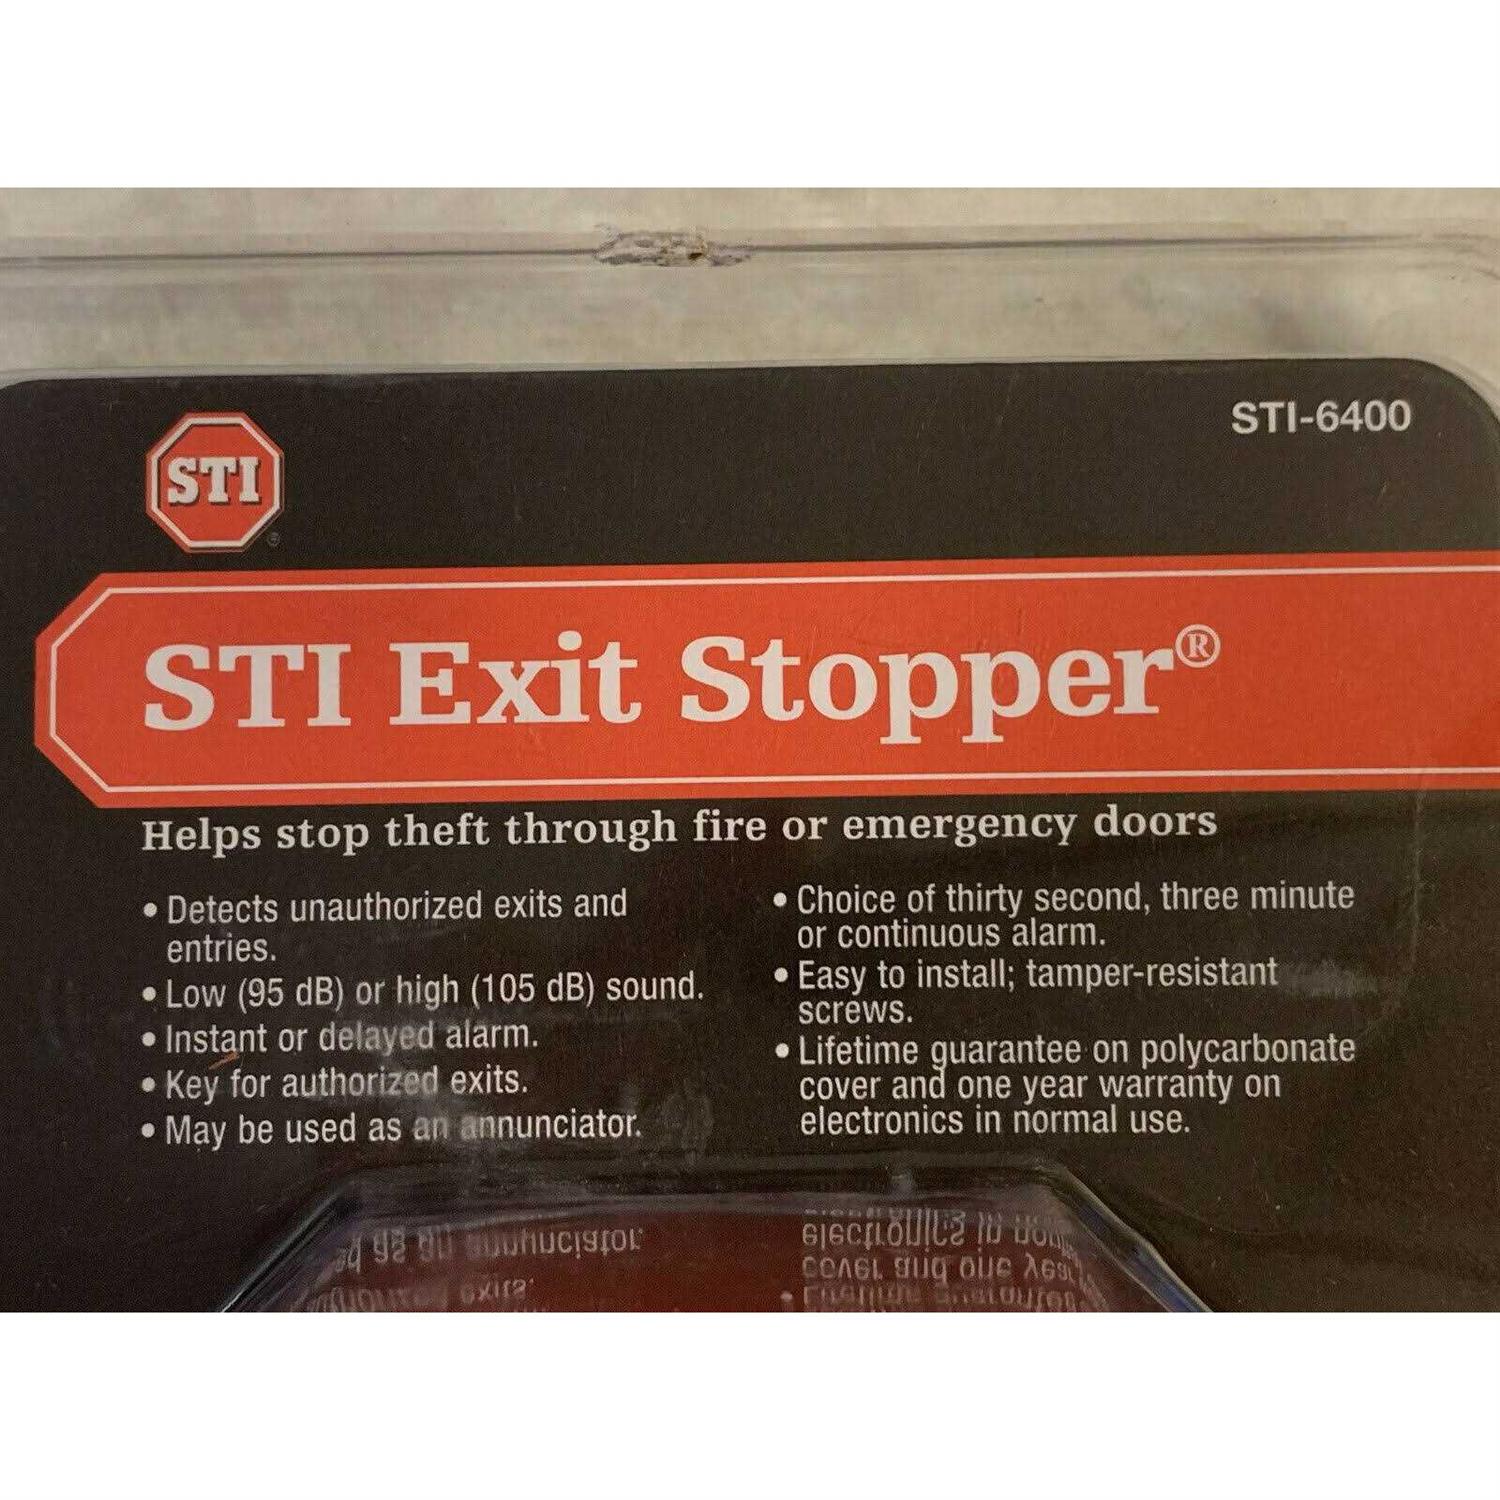 STI-6400
STI
®
STI Exit Stopper®
Helps stop theft through fire or emergency doors
• Detects unauthorized exits and
entries.
• Low (95 dB) or high (105 dB) sound.
• Instant or delayed alarm.
• Key for authorized exits.
• May be used as an annunciator.
• Choice of thirty second, three minute
or continuous alarm.
• Easy to install; tamper-resistant
screws.
• Lifetime guarantee on polycarbonate
cover and one year warranty on
electronics in normal use.